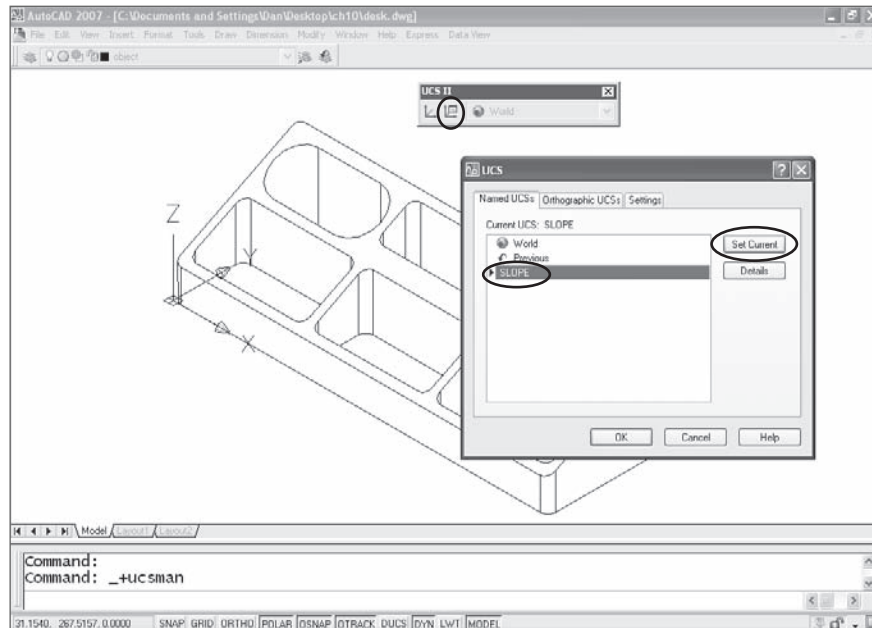 AutoCAD 2007 - [C:\Documents and Settings\Dan\Desktop\ch10\desk.dwg]
File Edit View Insert Format Tools Draw Dimension Modify Window Help Express Data View
object
UCS II
World
UCS
Named UCSs Orthographic UCSs Settings
Current UCS: SLOPE
World
Previous
SLOPE
Set Current
Details
OK Cancel Help
Z
Y
X
Model Layout1 Layout2
Command:
Command: _+ucsman
31.1540, 267.5157, 0.0000 SNAP GRID ORTHO POLAR OSNAP OTRACK DUCS DYN LWT MODEL